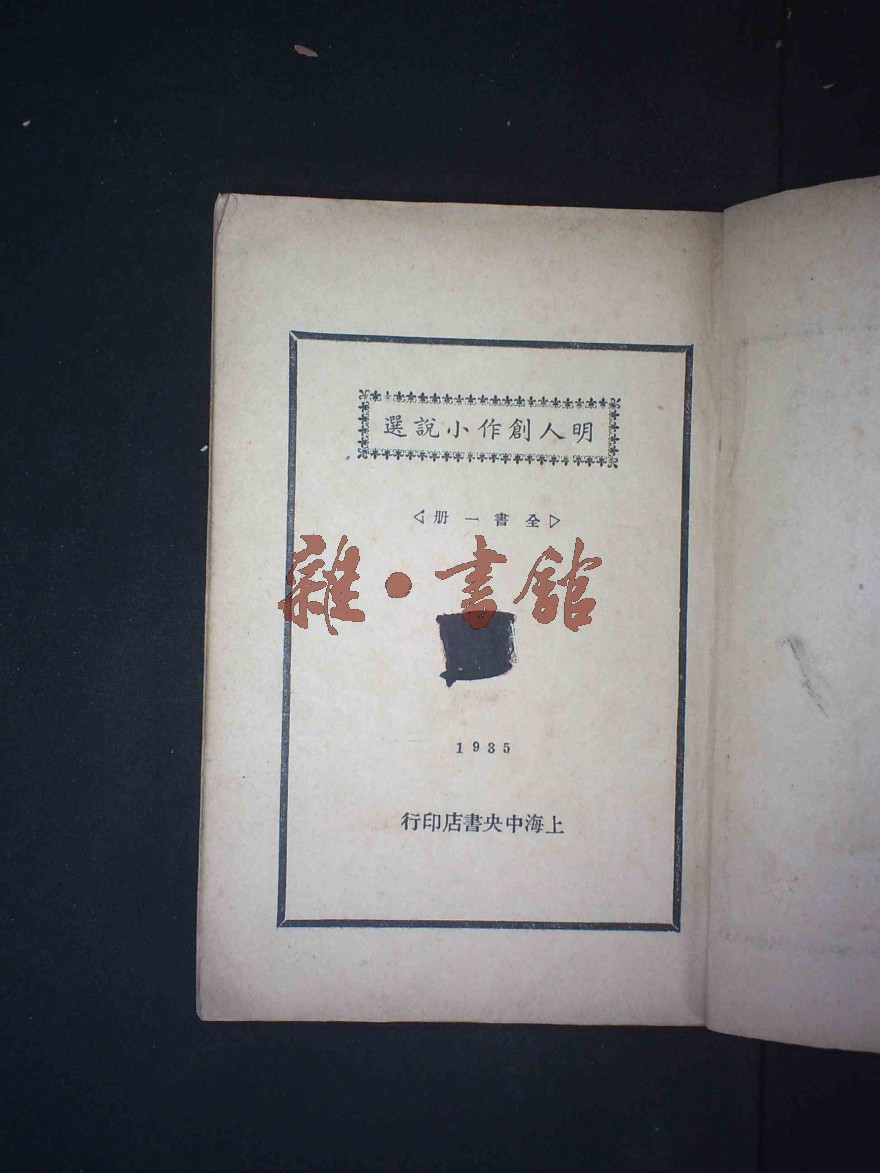 明人創作小說選
▷全書一册◁
雜·書館
1935
上海中央書店印行